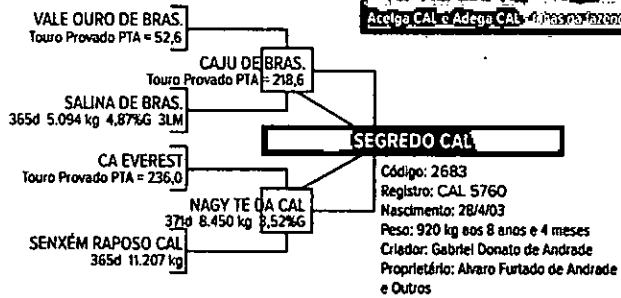 VALE OURO DE BRAS.
Touro Provado PTA = 52,6
CAJU DE BRAS.
Touro Provado PTA = 218,6
SALINA DE BRAS.
365d 5.094 kg 4,87%G 3LM
CA EVEREST
Touro Provado PTA = 236,0
NAGY TE DA CAL
371d 8.450 kg 3,52%G
SENXÉM RAPOSO CAL
365d 11.207 kg
Acelga CAL e Adega CAL - filhas na fazend
SEGREDO CAL
Código: 2683
Registro: CAL 5760
Nascimento: 28/4/03
Peso: 920 kg aos 8 anos e 4 meses
Criador: Gabriel Donato de Andrade
Proprietário: Alvaro Furtado de Andrade
e Outros